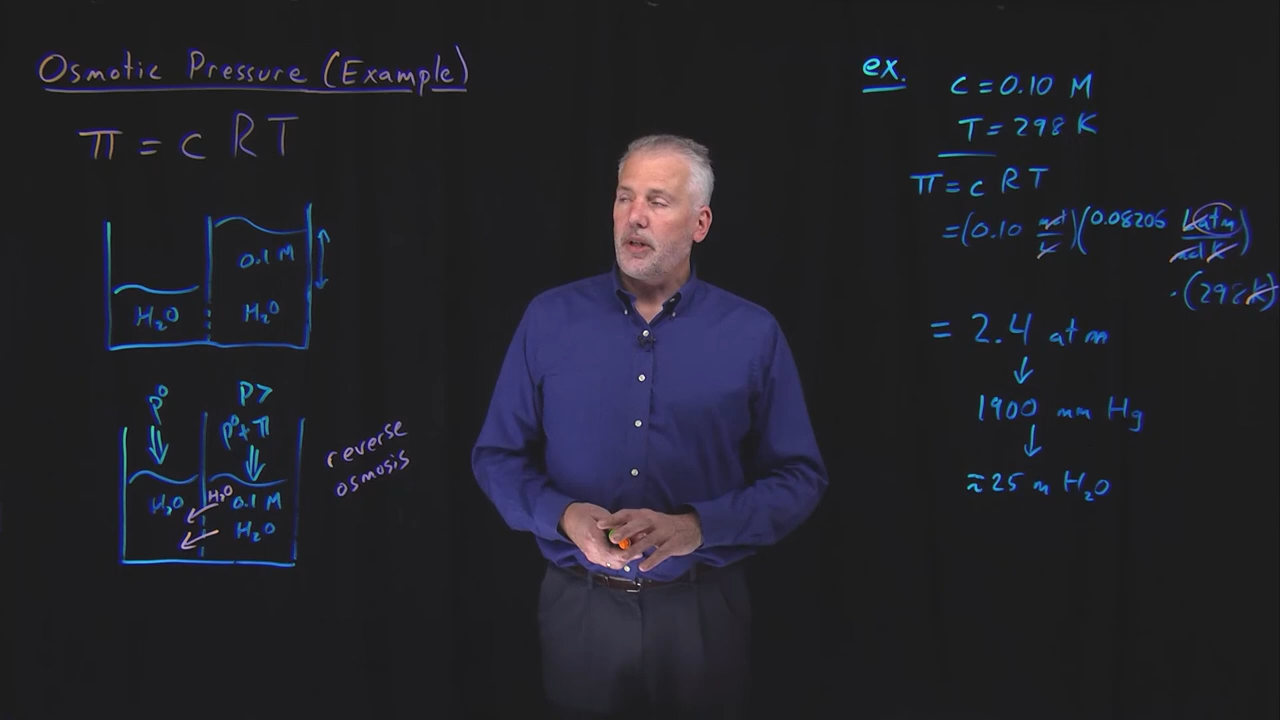 Osmotic Pressure (Example)
π = c R T
0.1 M
H₂O
H₂O
P⁰
P >
P⁰ + π
H₂O
H₂O
0.1 M
H₂O
reverse
osmosis
ex.
c = 0.10 M
T = 298 K
π = c R T
= (0.10 mol/L)(0.08206 L atm/mol K)
· (298 K)
= 2.4 atm
↓
1900 mm Hg
↓
≈ 25 m H₂O